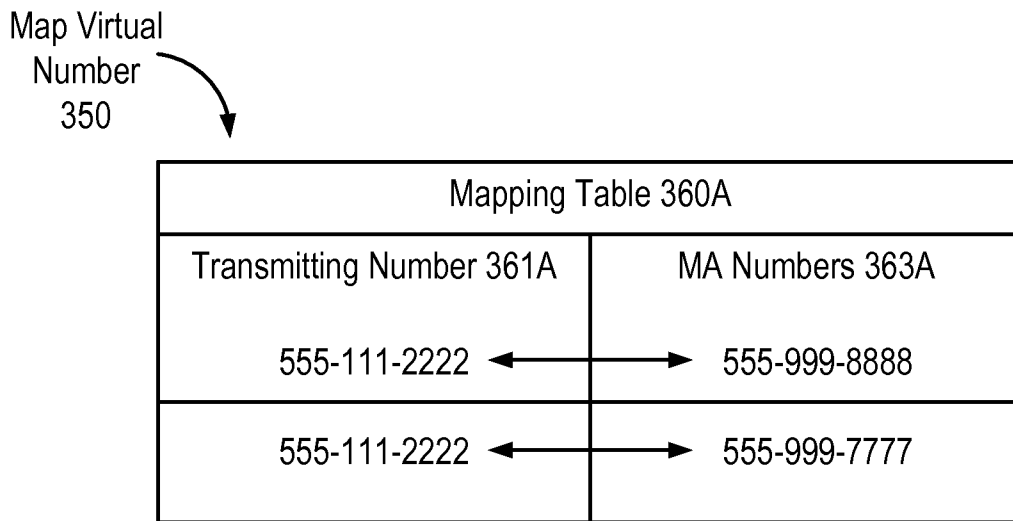 Map Virtual
Number
350
Mapping Table 360A
Transmitting Number 361A MA Numbers 363A
555-111-2222 555-999-8888
555-111-2222 555-999-7777